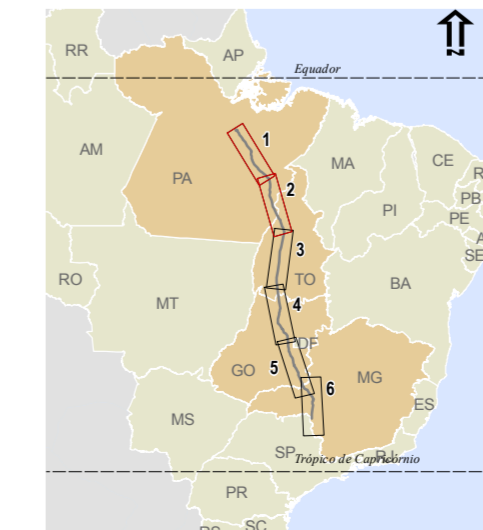 RR
AP
N
Equador
1
AM
MA
CE
PA
2
PB
PI
PE
3
SE
RO
TO
BA
MT
4
DF
GO
5
MG
6
ES
MS
SP
RJ
Trópico de Capricórnio
PR
SC